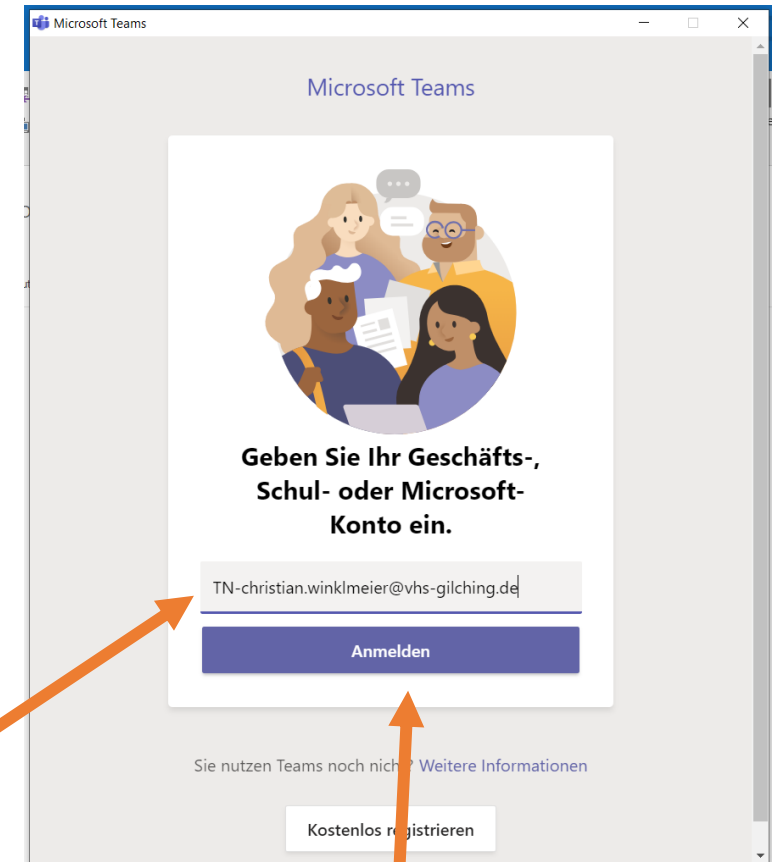 Microsoft Teams
Microsoft Teams
Geben Sie Ihr Geschäfts-,
Schul- oder Microsoft-
Konto ein.
TN-christian.winklmeier@vhs-gilching.de
Anmelden
Sie nutzen Teams noch nicht? Weitere Informationen
Kostenlos registrieren